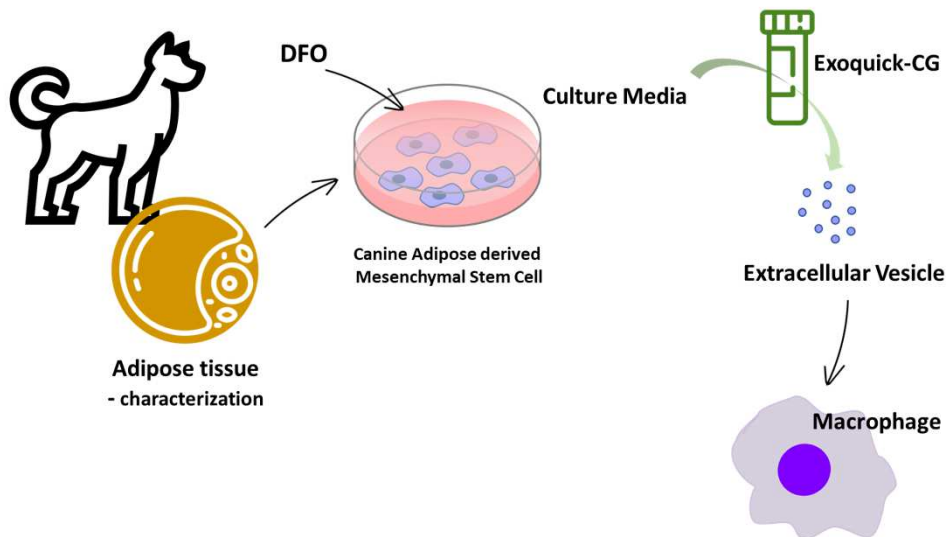 DFO
Culture Media
Exoquick-CG
Canine Adipose derived
Mesenchymal Stem Cell
Extracellular Vesicle
Adipose tissue
- characterization
Macrophage